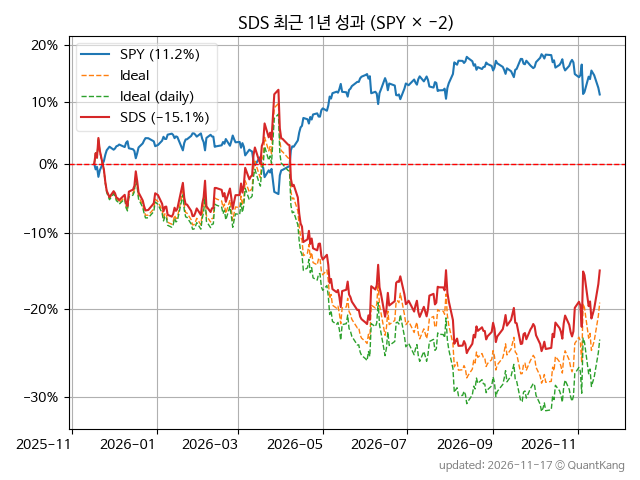 SDS 최근 1년 성과 (SPY × −2)
SPY (11.2%)
Ideal
Ideal (daily)
SDS (−15.1%)
20%
10%
0%
−10%
−20%
−30%
2025-11 2026-01 2026-03 2026-05 2026-07 2026-09 2026-11
updated: 2026-11-17 © QuantKang